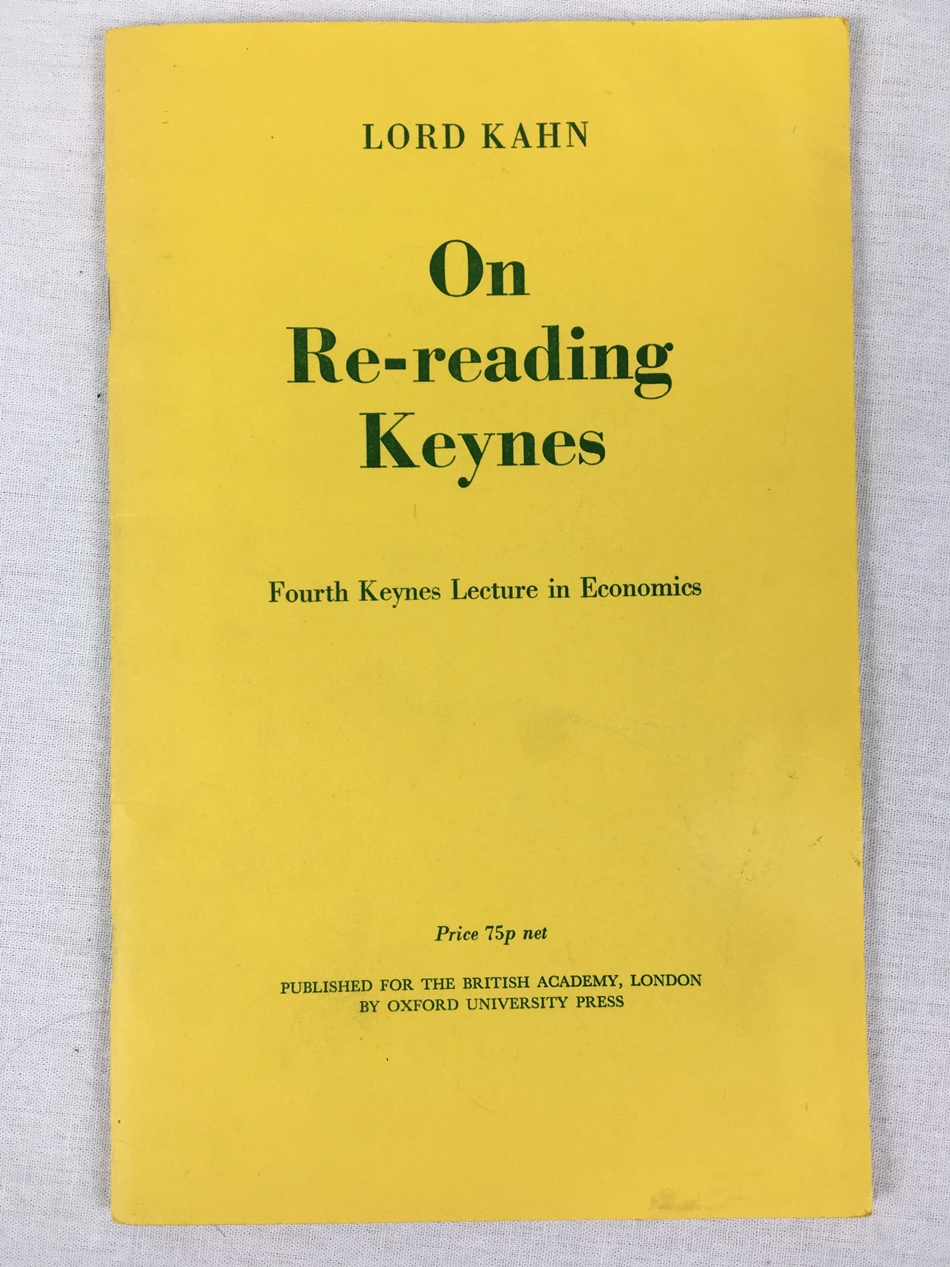 LORD KAHN
On
Re-reading
Keynes
Fourth Keynes Lecture in Economics
Price 75p net
PUBLISHED FOR THE BRITISH ACADEMY, LONDON
BY OXFORD UNIVERSITY PRESS